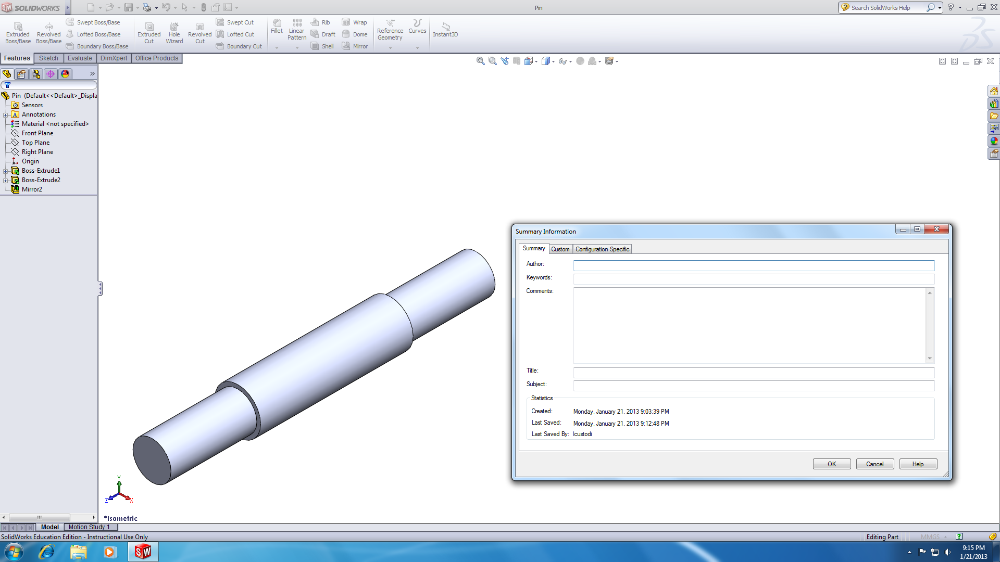 SOLIDWORKS
Pin
Search SolidWorks Help
Extruded Boss/Base
Revolved Boss/Base
Swept Boss/Base
Lofted Boss/Base
Boundary Boss/Base
Extruded Cut
Hole Wizard
Revolved Cut
Swept Cut
Lofted Cut
Boundary Cut
Fillet
Linear Pattern
Rib
Draft
Shell
Wrap
Dome
Mirror
Reference Geometry
Curves
Instant3D
Features
Sketch
Evaluate
DimXpert
Office Products
Pin (Default<<Default>_Displa
Sensors
Annotations
Material <not specified>
Front Plane
Top Plane
Right Plane
Origin
Boss-Extrude1
Boss-Extrude2
Mirror2
Summary Information
Summary
Custom
Configuration Specific
Author:
Keywords:
Comments:
Title:
Subject:
Statistics
Created: Monday, January 21, 2013 9:03:39 PM
Last Saved: Monday, January 21, 2013 9:12:48 PM
Last Saved By: lcustodi
OK
Cancel
Help
Y
Z
X
*Isometric
Model
Motion Study 1
SolidWorks Education Edition - Instructional Use Only
Editing Part
MMGS
SW
9:15 PM
1/21/2013